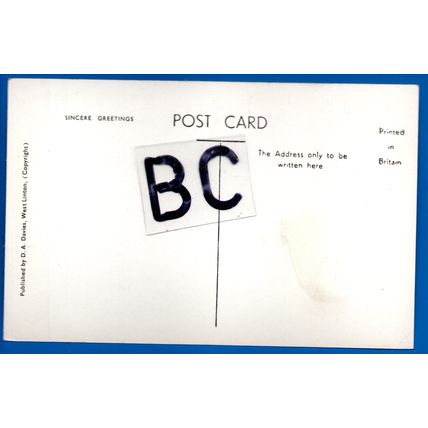 SINCERE GREETINGS
POST CARD
Printed
in
Britain
The Address only to be
written here
BC
Published by D. A. Davies, West Linton, (Copyright)